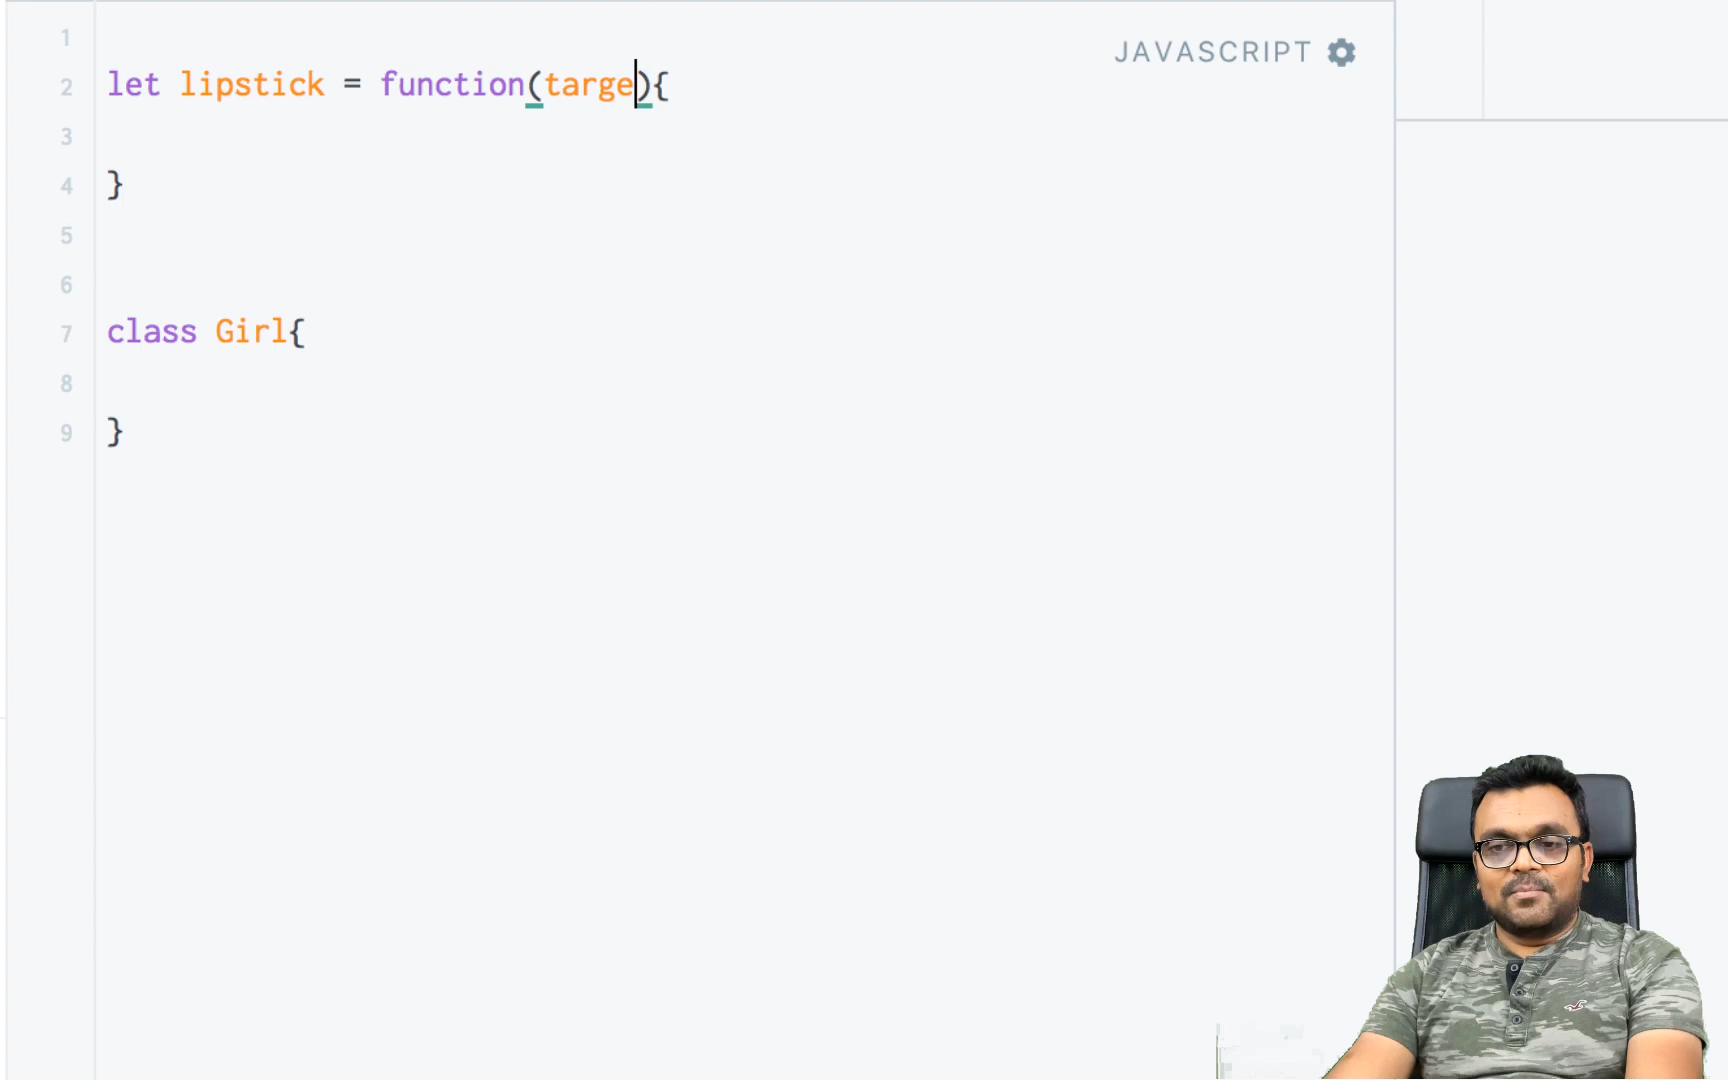 JAVASCRIPT
1
2 let lipstick = function(targe){
3
4 }
5
6
7 class Girl{
8
9 }